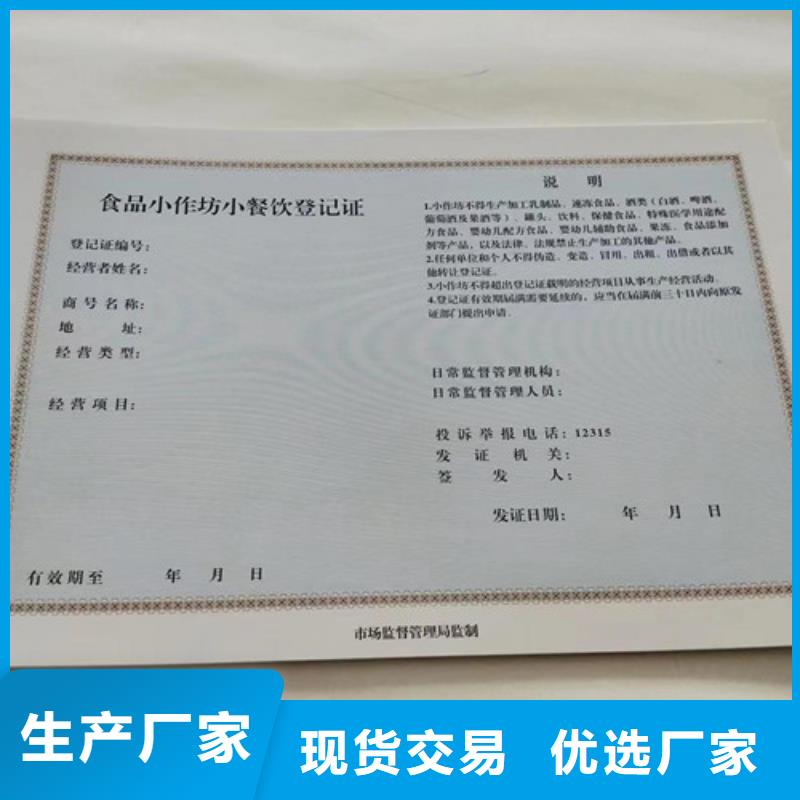 食品小作坊小餐饮登记证
登记证编号:
经营者姓名:
商号名称:
地 址:
经营类型:
经营项目:
有效期至 年 月 日
说 明
1.小作坊不得生产加工乳制品、速冻食品、酒类(白酒、啤酒、
葡萄酒及果酒等)、罐头、饮料、保健食品、特殊医学用途配
方食品、婴幼儿配方食品、婴幼儿辅助食品、果冻、食品添加
剂等产品,以及法律、法规禁止生产加工的其他产品。
2.任何单位和个人不得伪造、变造、冒用、出租、出借或者以其
他转让登记证。
3.小作坊不得超出登记证载明的经营项目从事生产经营活动。
4.登记证有效期届满需要延续的,应当在届满前三十日内向原发
证部门提出申请。
日常监督管理机构:
日常监督管理人员:
投诉举报电话:12315
发证机关:
签发人:
发证日期: 年 月 日
市场监督管理局监制
生产厂家
现货交易 优选厂家